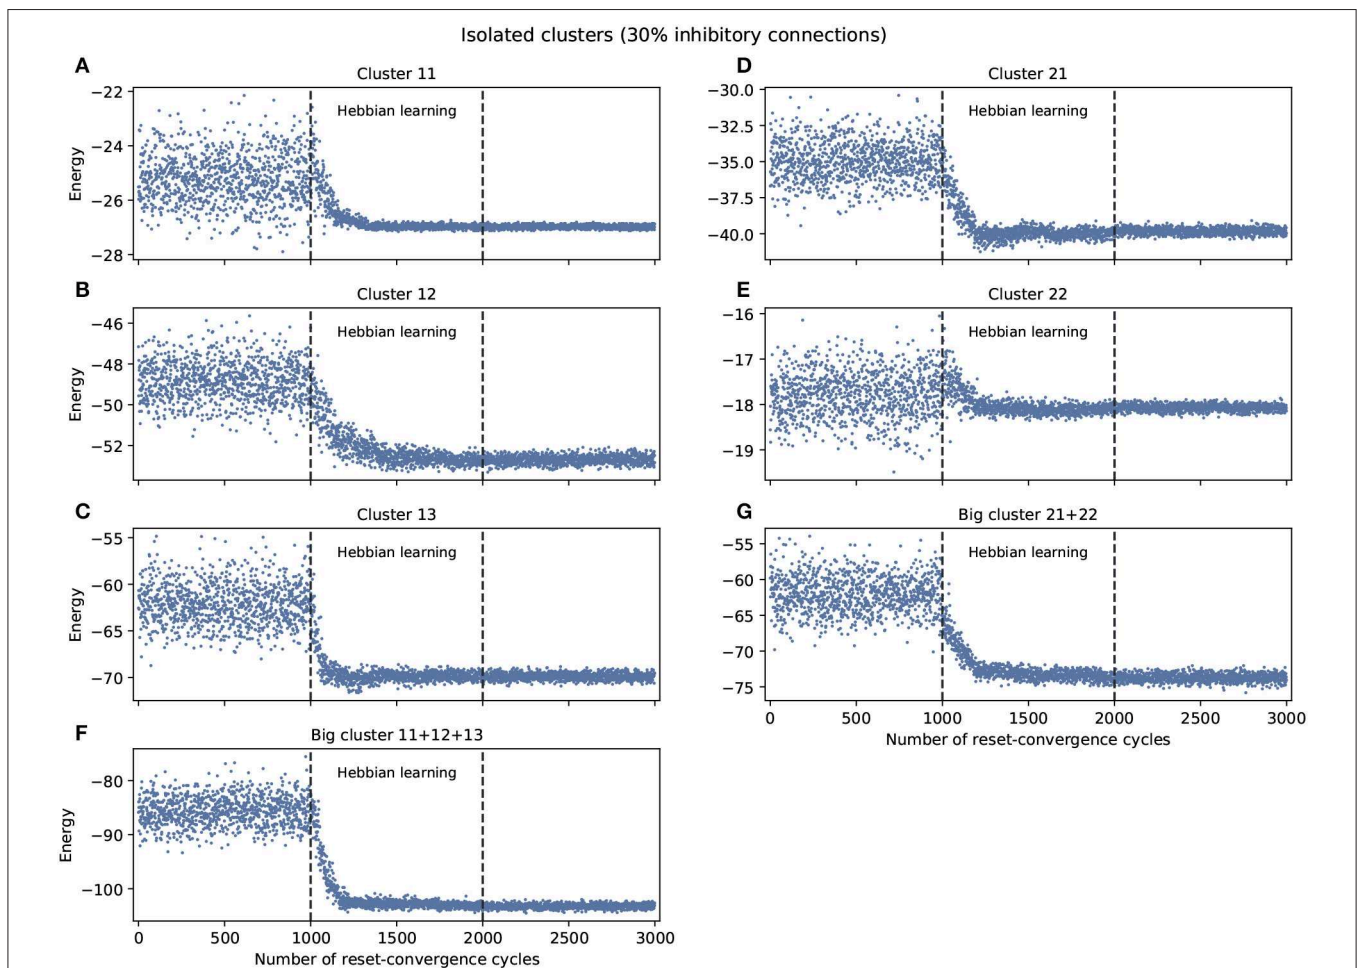 Isolated clusters (30% inhibitory connections)
A
Cluster 11
Hebbian learning
Energy
−22
−24
−26
−28
B
Cluster 12
Hebbian learning
Energy
−46
−48
−50
−52
C
Cluster 13
Hebbian learning
Energy
−55
−60
−65
−70
F
Big cluster 11+12+13
Hebbian learning
Energy
−80
−90
−100
0 500 1000 1500 2000 2500 3000
Number of reset-convergence cycles
D
Cluster 21
Hebbian learning
−30.0
−32.5
−35.0
−37.5
−40.0
E
Cluster 22
Hebbian learning
−16
−17
−18
−19
G
Big cluster 21+22
Hebbian learning
−55
−60
−65
−70
−75
0 500 1000 1500 2000 2500 3000
Number of reset-convergence cycles